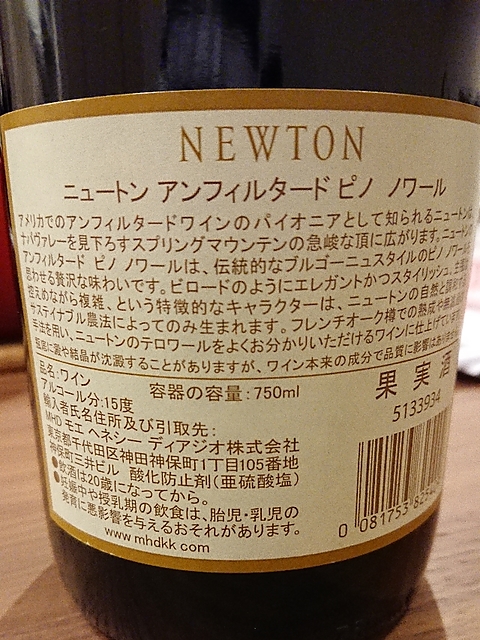 NEWTON
ニュートン アンフィルタード ピノ ノワール
アメリカでのアンフィルタードワインのパイオニアとして知られるニュートンは、
ナパヴァレーを見下ろすスプリングマウンテンの急峻な頂に広がります。ニュートンの
アンフィルタード ピノ ノワールは、伝統的なブルゴーニュスタイルのピノ ノワールを
思わせる贅沢な味わいです。ビロードのようにエレガントかつスタイリッシュ、
控えめながら複雑、という特徴的なキャラクターは、ニュートンの自然と
サステイナブル農法によってのみ生まれます。フレンチオーク樽での熟成や
手法を用い、ニュートンのテロワールをよくお分かりいただけるワインに仕上げていま
瓶底に澱や結晶が沈澱することがありますが、ワイン本来の成分で品質に影響はあり
品名:ワイン
アルコール分:15度 容器の容量:750ml
輸入者氏名住所及び引取先:
MHD モエ ヘネシー ディアジオ株式会社
東京都千代田区神田神保町1丁目105番地
神保町三井ビル 酸化防止剤(亜硫酸塩)
●飲酒は20歳になってから。
●妊娠中や授乳期の飲食は、胎児・乳児の
発育に悪影響を与えるおそれがあります。
www.mhdkk.com
果実酒
5133934
0 081753 825